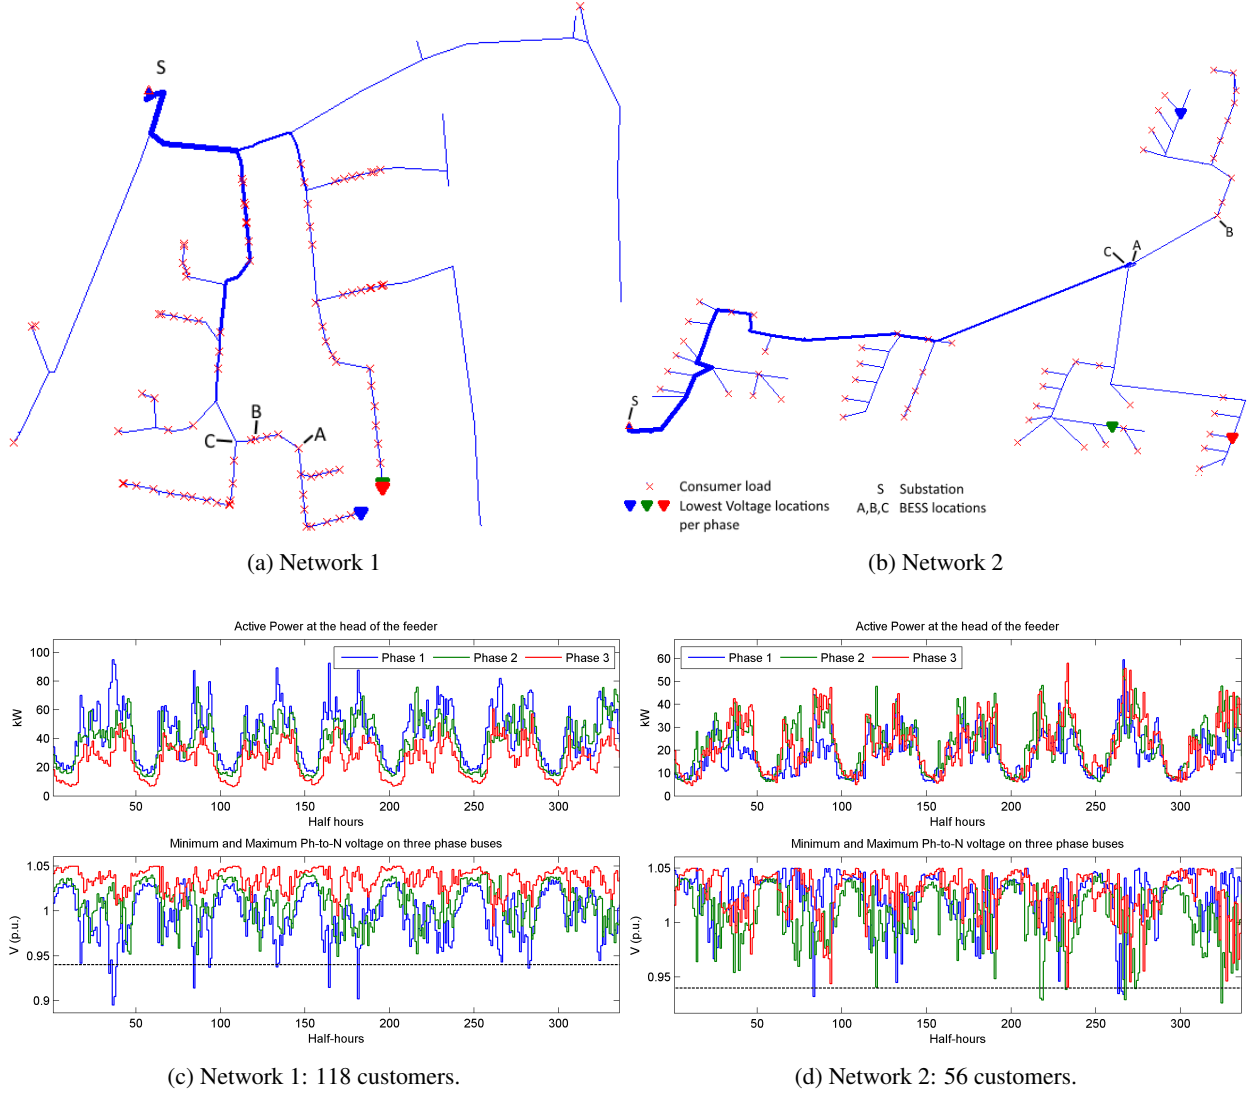 S
B
C
A
(a) Network 1
C
A
B
S
Consumer load
Lowest Voltage locations
per phase
S Substation
A,B,C BESS locations
(b) Network 2
Active Power at the head of the feeder
Phase 1 Phase 2 Phase 3
100
80
60
40
20
0
kW
50 100 150 200 250 300
Half hours
Minimum and Maximum Ph-to-N voltage on three phase buses
1.05
1
0.95
0.9
V (p.u.)
50 100 150 200 250 300
Half-hours
(c) Network 1: 118 customers.
Active Power at the head of the feeder
Phase 1 Phase 2 Phase 3
60
50
40
30
20
10
0
kW
50 100 150 200 250 300
Half hours
Minimum and Maximum Ph-to-N voltage on three phase buses
1.05
1
0.95
V (p.u.)
50 100 150 200 250 300
Half-hours
(d) Network 2: 56 customers.